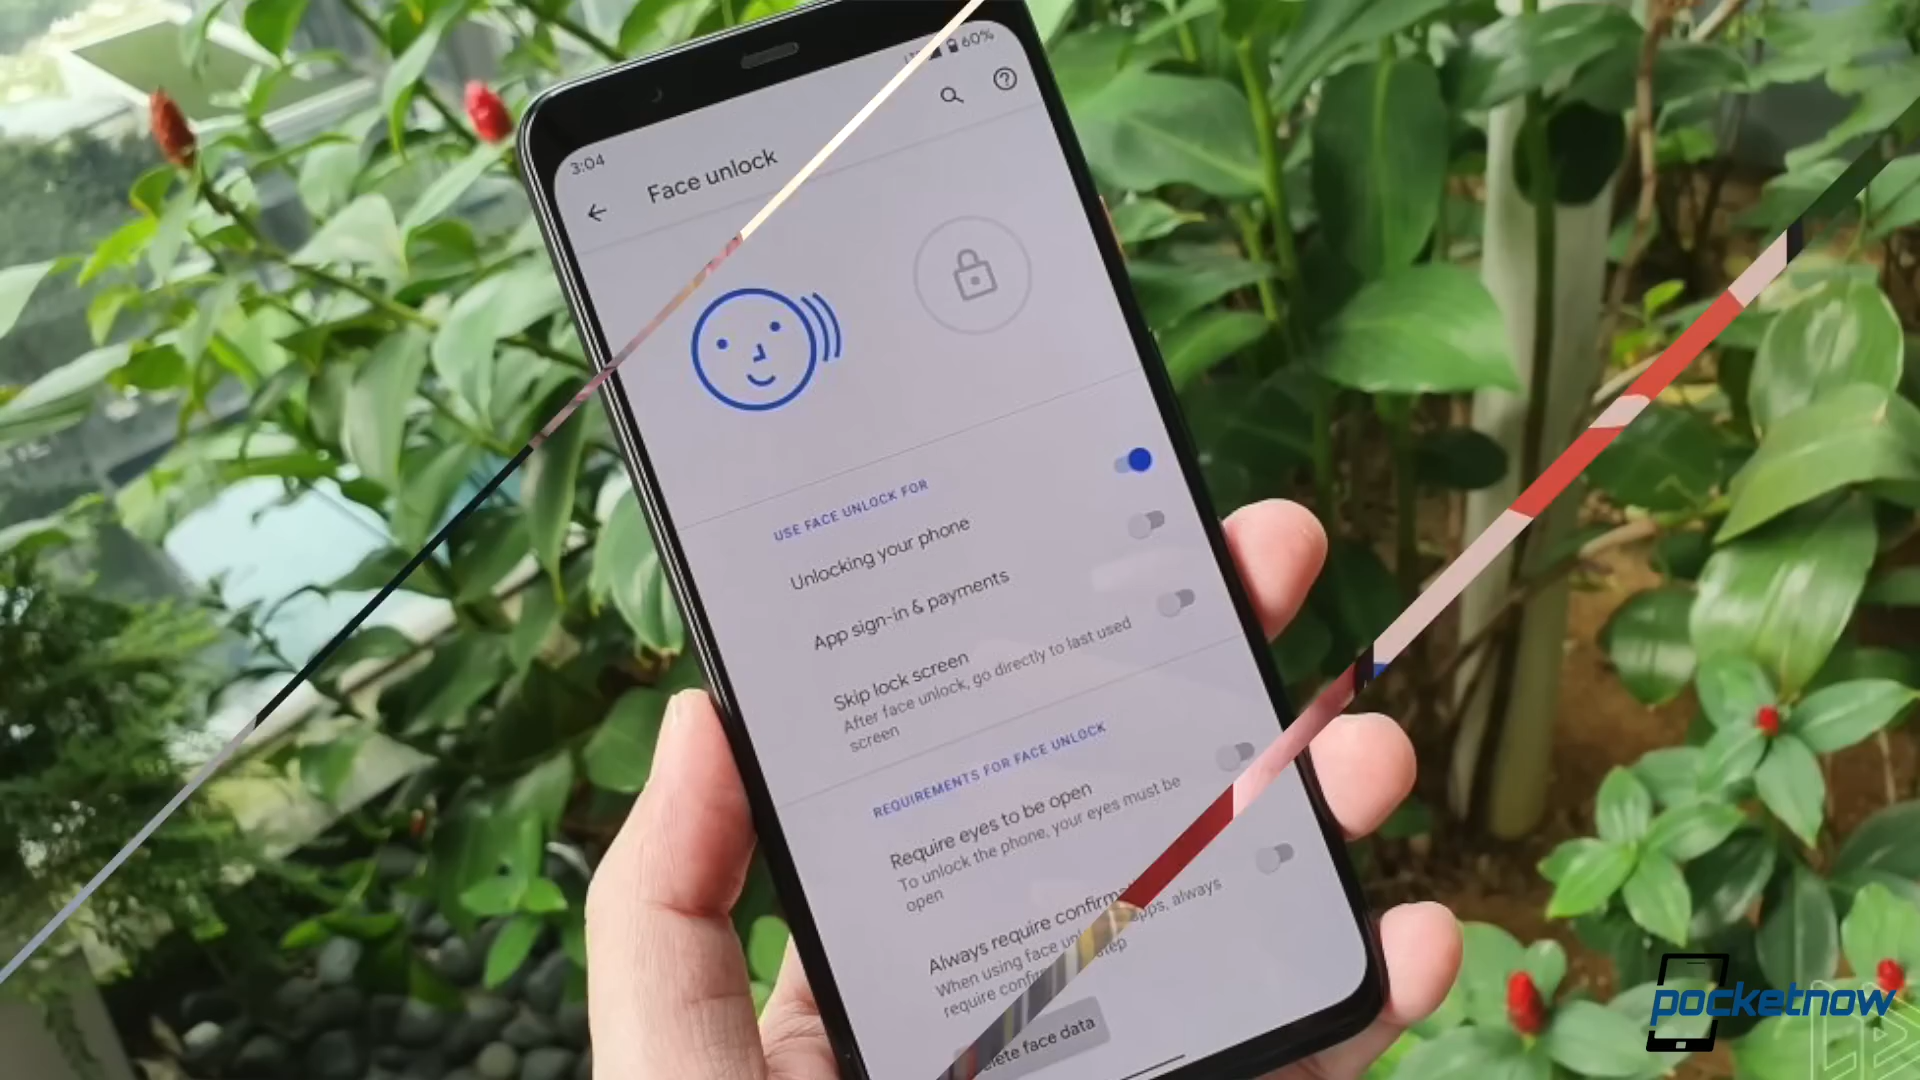 3:04
60%
Face unlock
USE FACE UNLOCK FOR
Unlocking your phone
App sign-in & payments
Skip lock screen
After face unlock, go directly to last used
screen
REQUIREMENTS FOR FACE UNLOCK
Require eyes to be open
To unlock the phone, your eyes must be
open
Always require
When using face apps, always
require step
face data
pocketnow